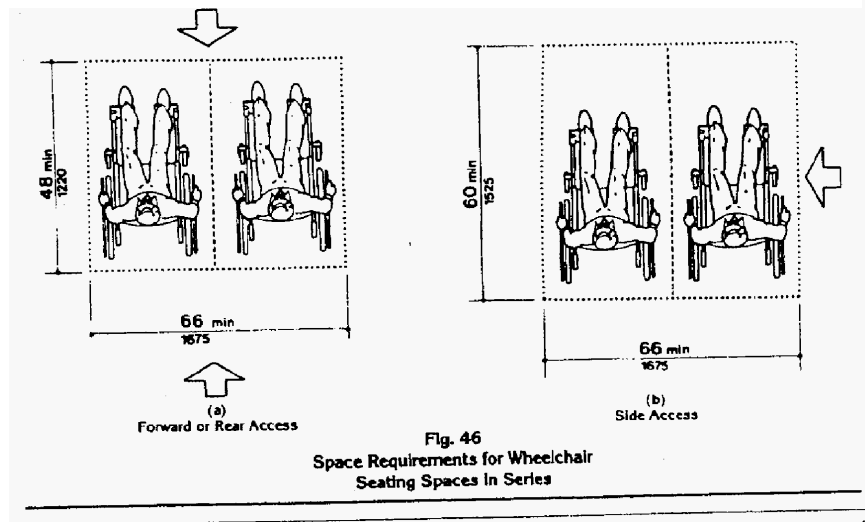 48 min
1220
66 min
1675
(a)
Forward or Rear Access
60 min
1525
66 min
1675
(b)
Side Access
Fig. 46
Space Requirements for Wheelchair
Seating Spaces in Series